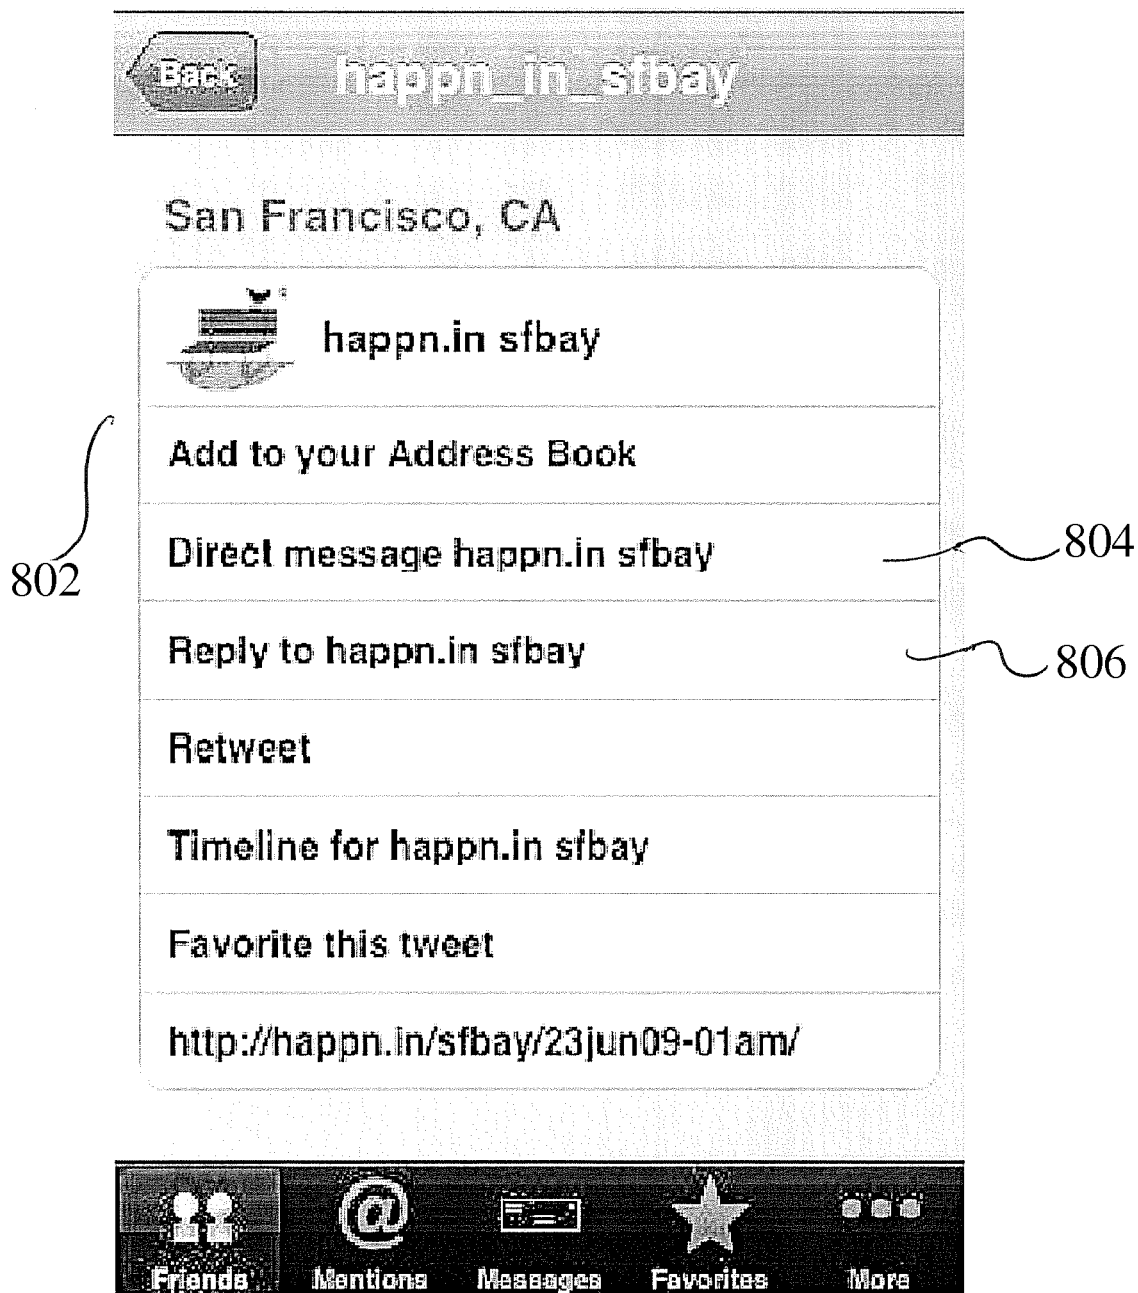 Back happn_in_sfbay
San Francisco, CA
happn.in sfbay
Add to your Address Book
802
Direct message happn.in sfbay 804
Reply to happn.in sfbay 806
Retweet
Timeline for happn.in sfbay
Favorite this tweet
http://happn.in/sfbay/23jun09-01am/
Friends Mentions Messages Favorites More